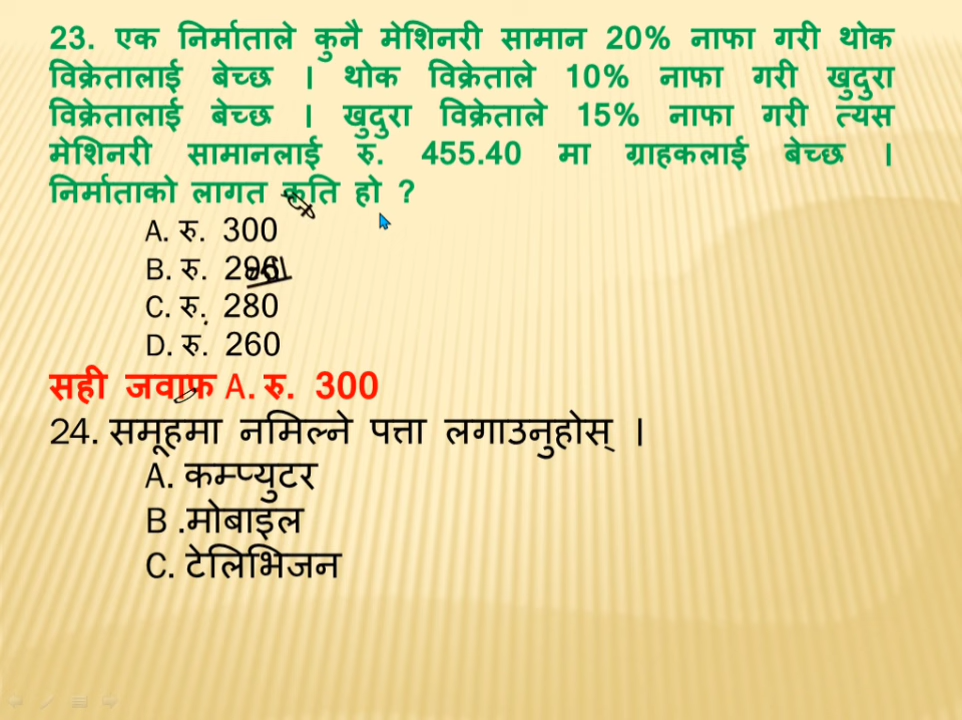 23. एक निर्माताले कुनै मेशिनरी सामान 20% नाफा गरी थोक
विक्रेतालाई बेच्छ । थोक विक्रेताले 10% नाफा गरी खुदुरा
विक्रेतालाई बेच्छ । खुदुरा विक्रेताले 15% नाफा गरी त्यस
मेशिनरी सामानलाई रु. 455.40 मा ग्राहकलाई बेच्छ ।
निर्माताको लागत कति हो ?
A. रु. 300
B. रु. 296
C. रु. 280
D. रु. 260
सही जवाफ A. रु. 300
24. समूहमा नमिल्ने पत्ता लगाउनुहोस् ।
A. कम्प्युटर
B .मोबाइल
C. टेलिभिजन